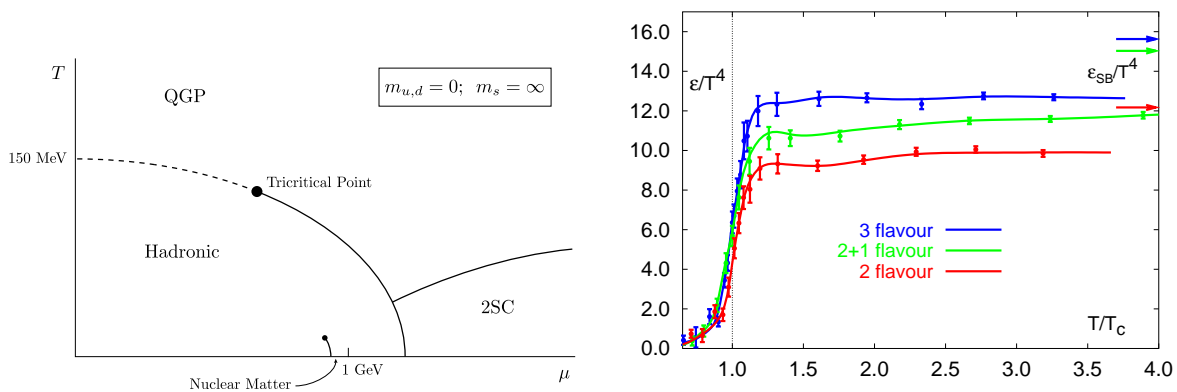 T
m_{u,d} = 0; m_s = ∞
QGP
150 MeV
Tricritical Point
Hadronic
2SC
1 GeV
μ
Nuclear Matter
16.0
14.0
12.0
10.0
8.0
6.0
4.0
2.0
0.0
ε/T⁴
ε_SB/T⁴
3 flavour
2+1 flavour
2 flavour
T/T_c
1.0 1.5 2.0 2.5 3.0 3.5 4.0